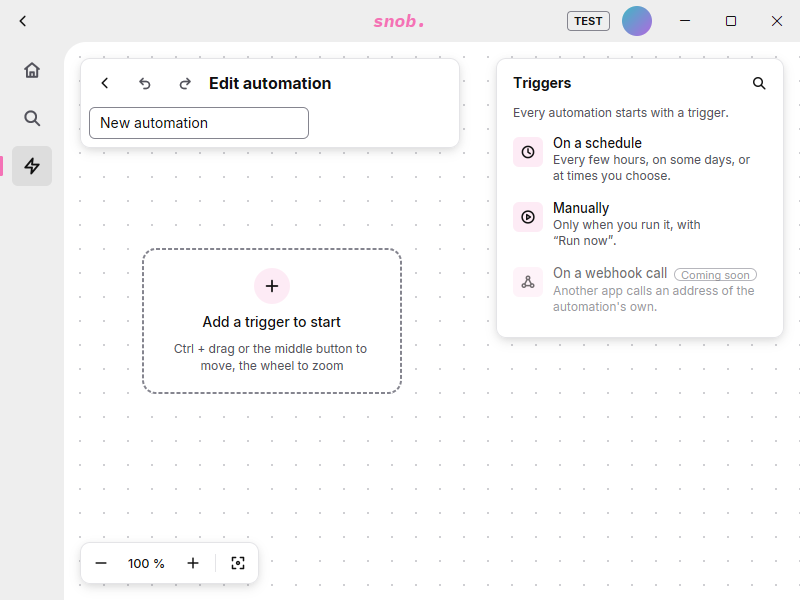 snob.
TEST
Edit automation
New automation
Triggers
Every automation starts with a trigger.
On a schedule
Every few hours, on some days, or
at times you choose.
Manually
Only when you run it, with
“Run now”.
On a webhook call Coming soon
Another app calls an address of the
automation's own.
Add a trigger to start
Ctrl + drag or the middle button to
move, the wheel to zoom
100 %